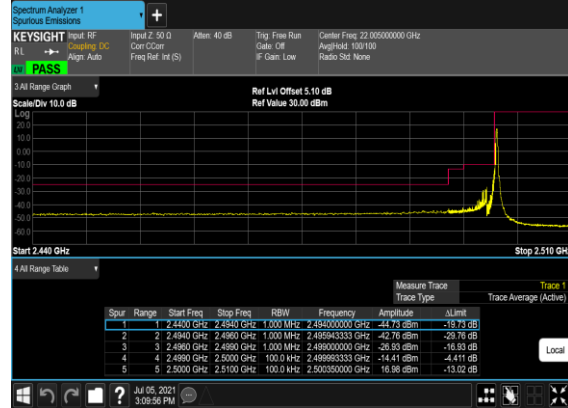 Spectrum Analyzer 1
Spurious Emissions
KEYSIGHT Input: RF Input Z: 50 Ω Atten: 40 dB Trig: Free Run Center Freq: 22.005000000 GHz
RL Coupling: DC Corr CCorr Gate: Off Avg|Hold: 100/100
Align: Auto Freq Ref: Int (S) IF Gain: Low Radio Std: None
PASS
3 All Range Graph
Ref Lvl Offset 5.10 dB
Scale/Div 10.0 dB Ref Value 30.00 dBm
Log
20.0
10.0
0.00
-10.0
-20.0
-30.0
-40.0
-50.0
-60.0
Start 2.440 GHz Stop 2.510 GHz
4 All Range Table
Measure Trace Trace 1
Trace Type Trace Average (Active)
Spur Range Start Freq Stop Freq RBW Frequency Amplitude ΔLimit
1 1 2.4400 GHz 2.4940 GHz 1.000 MHz 2.494000000 GHz -44.73 dBm -19.73 dB
2 2 2.4940 GHz 2.4960 GHz 1.000 MHz 2.495943333 GHz -42.76 dBm -29.76 dB
3 3 2.4960 GHz 2.4990 GHz 1.000 MHz 2.499000000 GHz -26.93 dBm -16.93 dB
4 4 2.4990 GHz 2.5000 GHz 100.0 kHz 2.499993333 GHz -14.41 dBm -4.411 dB
5 5 2.5000 GHz 2.5100 GHz 100.0 kHz 2.500350000 GHz 16.98 dBm -13.02 dB
Local
Jul 05, 2021
3:09:56 PM